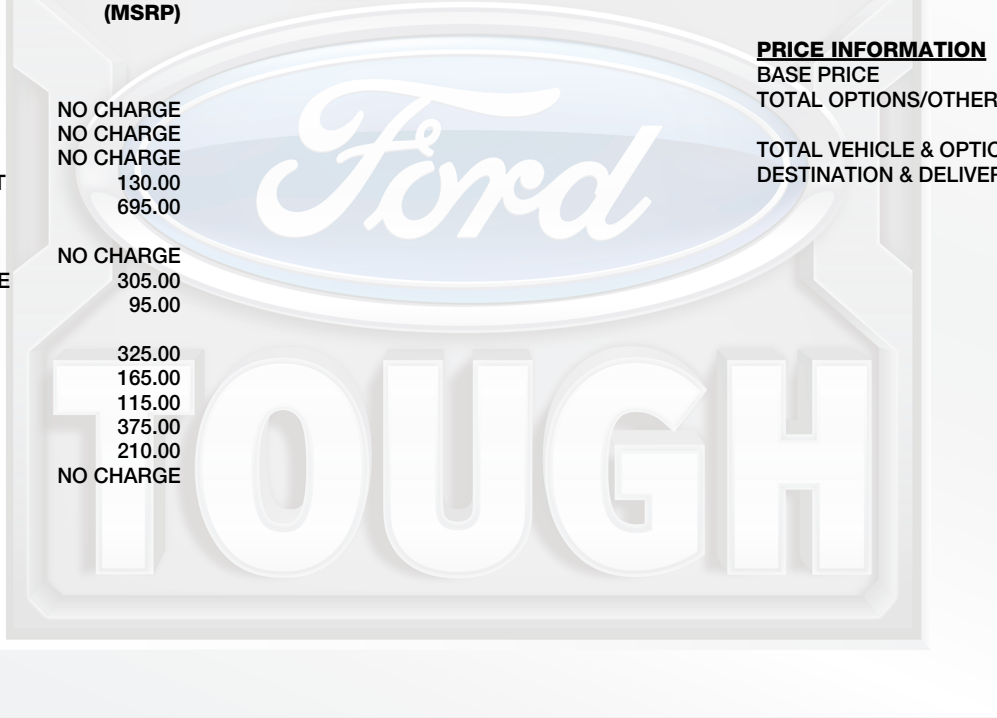 (MSRP)
NO CHARGE
NO CHARGE
NO CHARGE
T 130.00
695.00
NO CHARGE
E 305.00
95.00
325.00
165.00
115.00
375.00
210.00
NO CHARGE
PRICE INFORMATION
BASE PRICE
TOTAL OPTIONS/OTHER
TOTAL VEHICLE & OPTIO
DESTINATION & DELIVER
Ford
TOUGH